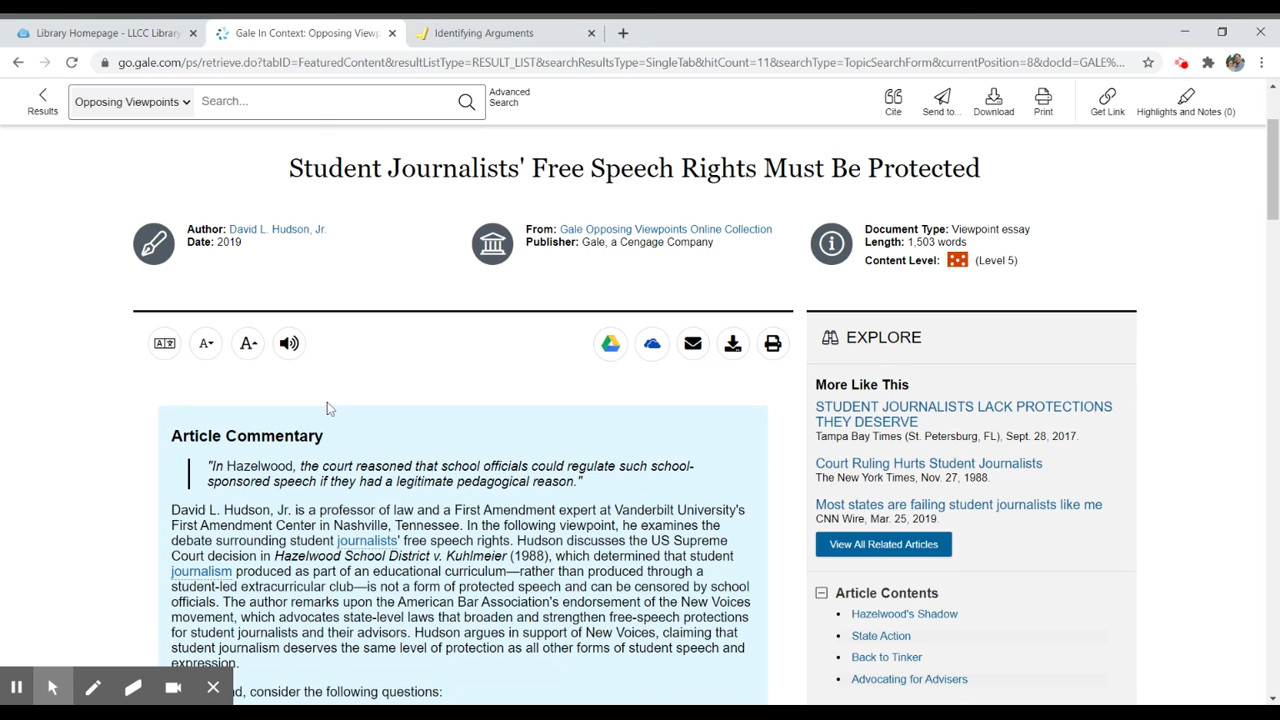 Library Homepage - LLCC Library
Gale In Context: Opposing Viewp
Identifying Arguments
go.gale.com/ps/retrieve.do?tabID=FeaturedContent&resultListType=RESULT_LIST&searchResultsType=SingleTab&hitCount=11&searchType=TopicSearchForm&currentPosition=8&docId=GALE%...
Results
Opposing Viewpoints
Search...
Advanced
Search
Cite
Send to...
Download
Print
Get Link
Highlights and Notes (0)
Student Journalists' Free Speech Rights Must Be Protected
Author: David L. Hudson, Jr.
Date: 2019
From: Gale Opposing Viewpoints Online Collection
Publisher: Gale, a Cengage Company
Document Type: Viewpoint essay
Length: 1,503 words
Content Level: (Level 5)
A
A
Article Commentary
"In Hazelwood, the court reasoned that school officials could regulate such school-
sponsored speech if they had a legitimate pedagogical reason."
David L. Hudson, Jr. is a professor of law and a First Amendment expert at Vanderbilt University's
First Amendment Center in Nashville, Tennessee. In the following viewpoint, he examines the
debate surrounding student journalists' free speech rights. Hudson discusses the US Supreme
Court decision in Hazelwood School District v. Kuhlmeier (1988), which determined that student
journalism produced as part of an educational curriculum—rather than produced through a
student-led extracurricular club—is not a form of protected speech and can be censored by school
officials. The author remarks upon the American Bar Association's endorsement of the New Voices
movement, which advocates state-level laws that broaden and strengthen free-speech protections
for student journalists and their advisors. Hudson argues in support of New Voices, claiming that
student journalism deserves the same level of protection as all other forms of student speech and
expression.
nd, consider the following questions:
EXPLORE
More Like This
STUDENT JOURNALISTS LACK PROTECTIONS
THEY DESERVE
Tampa Bay Times (St. Petersburg, FL), Sept. 28, 2017.
Court Ruling Hurts Student Journalists
The New York Times, Nov. 27, 1988.
Most states are failing student journalists like me
CNN Wire, Mar. 25, 2019.
View All Related Articles
Article Contents
Hazelwood's Shadow
State Action
Back to Tinker
Advocating for Advisers